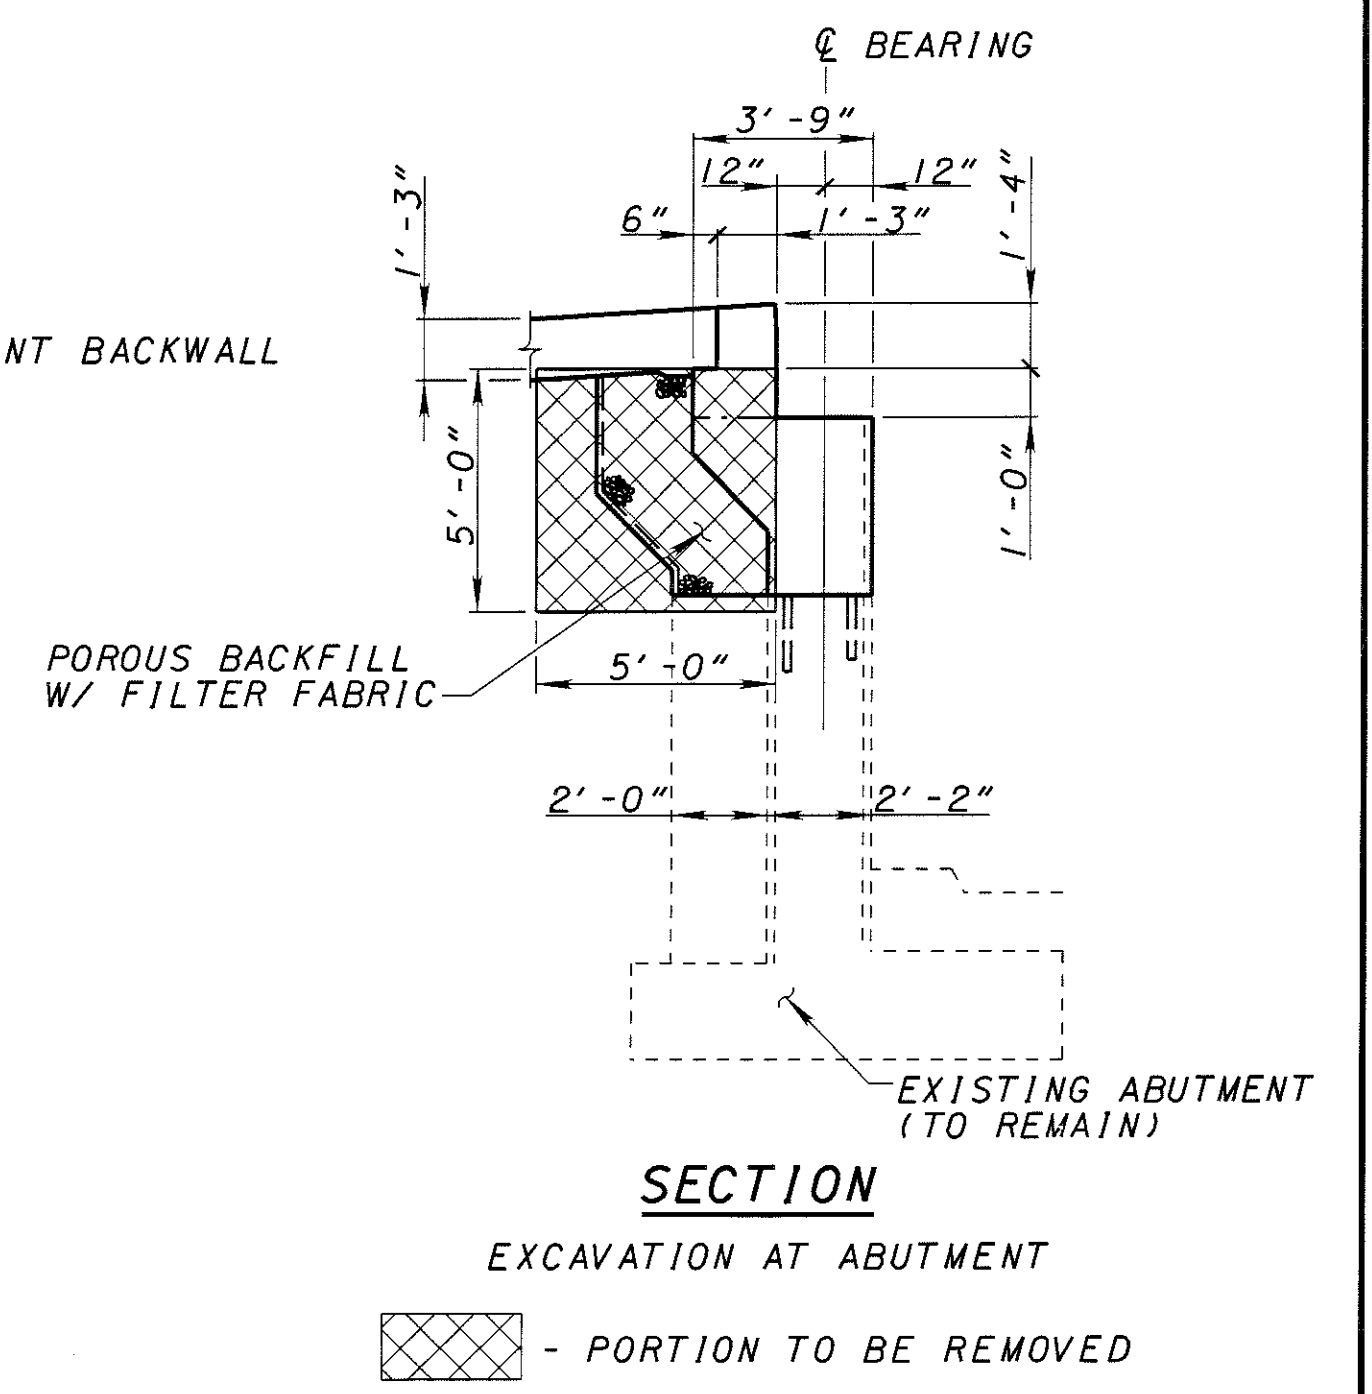 ℄ BEARING
3'-9"
12"
12"
1'-3"
6"
1'-3"
1'-4"
NT BACKWALL
5'-0"
1'-0"
POROUS BACKFILL
W/ FILTER FABRIC
5'-0"
2'-0"
2'-2"
EXISTING ABUTMENT
(TO REMAIN)
SECTION
EXCAVATION AT ABUTMENT
- PORTION TO BE REMOVED